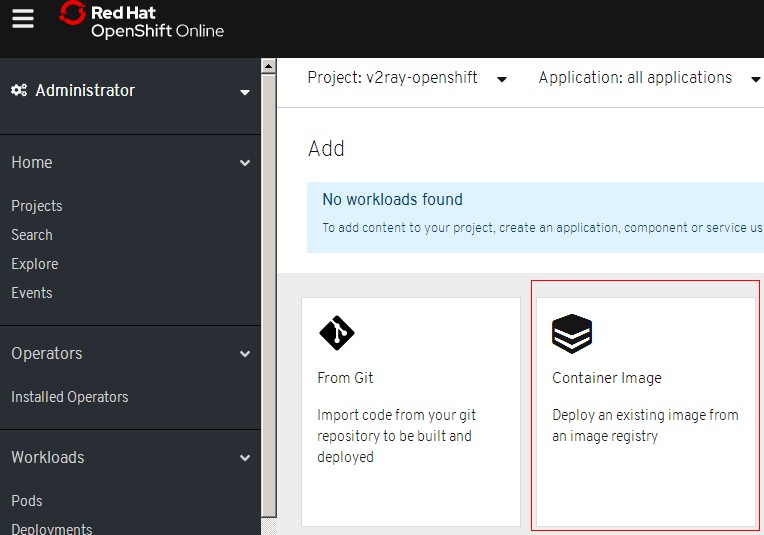 Red Hat
OpenShift Online
Administrator
Home
Projects
Search
Explore
Events
Operators
Installed Operators
Workloads
Pods
Deployments
Project: v2ray-openshift
Application: all applications
Add
No workloads found
To add content to your project, create an application, component or service us
From Git
Import code from your git
repository to be built and
deployed
Container Image
Deploy an existing image from
an image registry